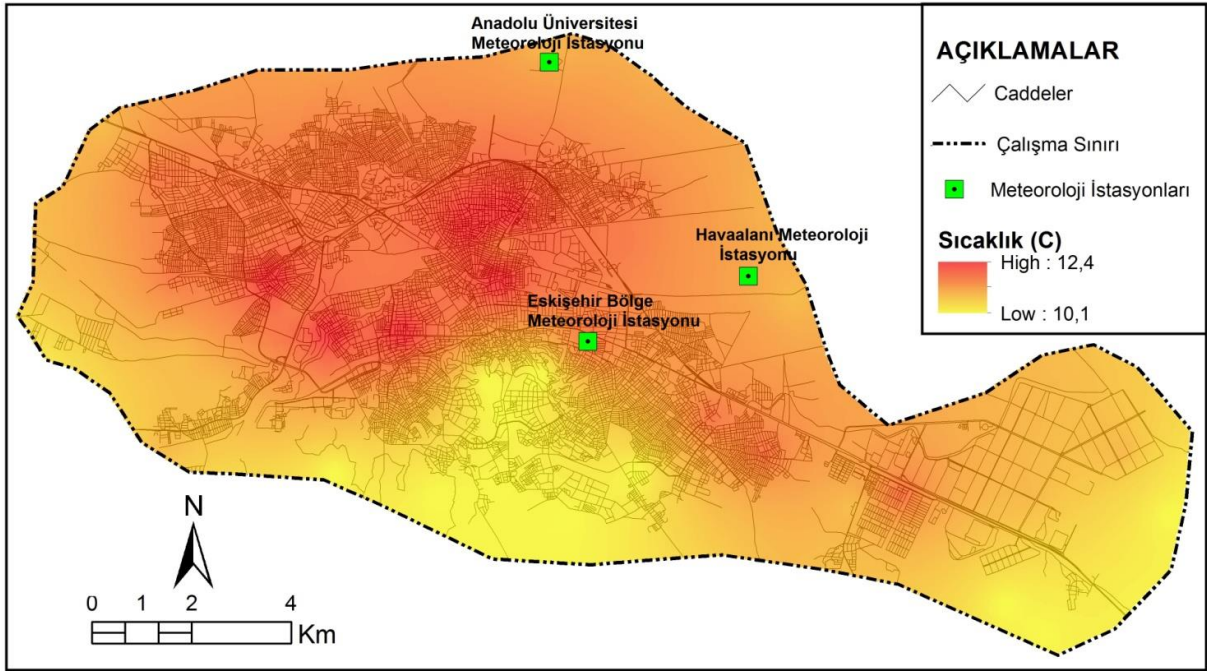 Anadolu Üniversitesi
Meteoroloji İstasyonu
Havaalanı Meteoroloji
İstasyonu
Eskişehir Bölge
Meteoroloji İstasyonu
AÇIKLAMALAR
Caddeler
Çalışma Sınırı
Meteoroloji İstasyonları
Sıcaklık (C)
High : 12,4
Low : 10,1
N
0 1 2 4
Km